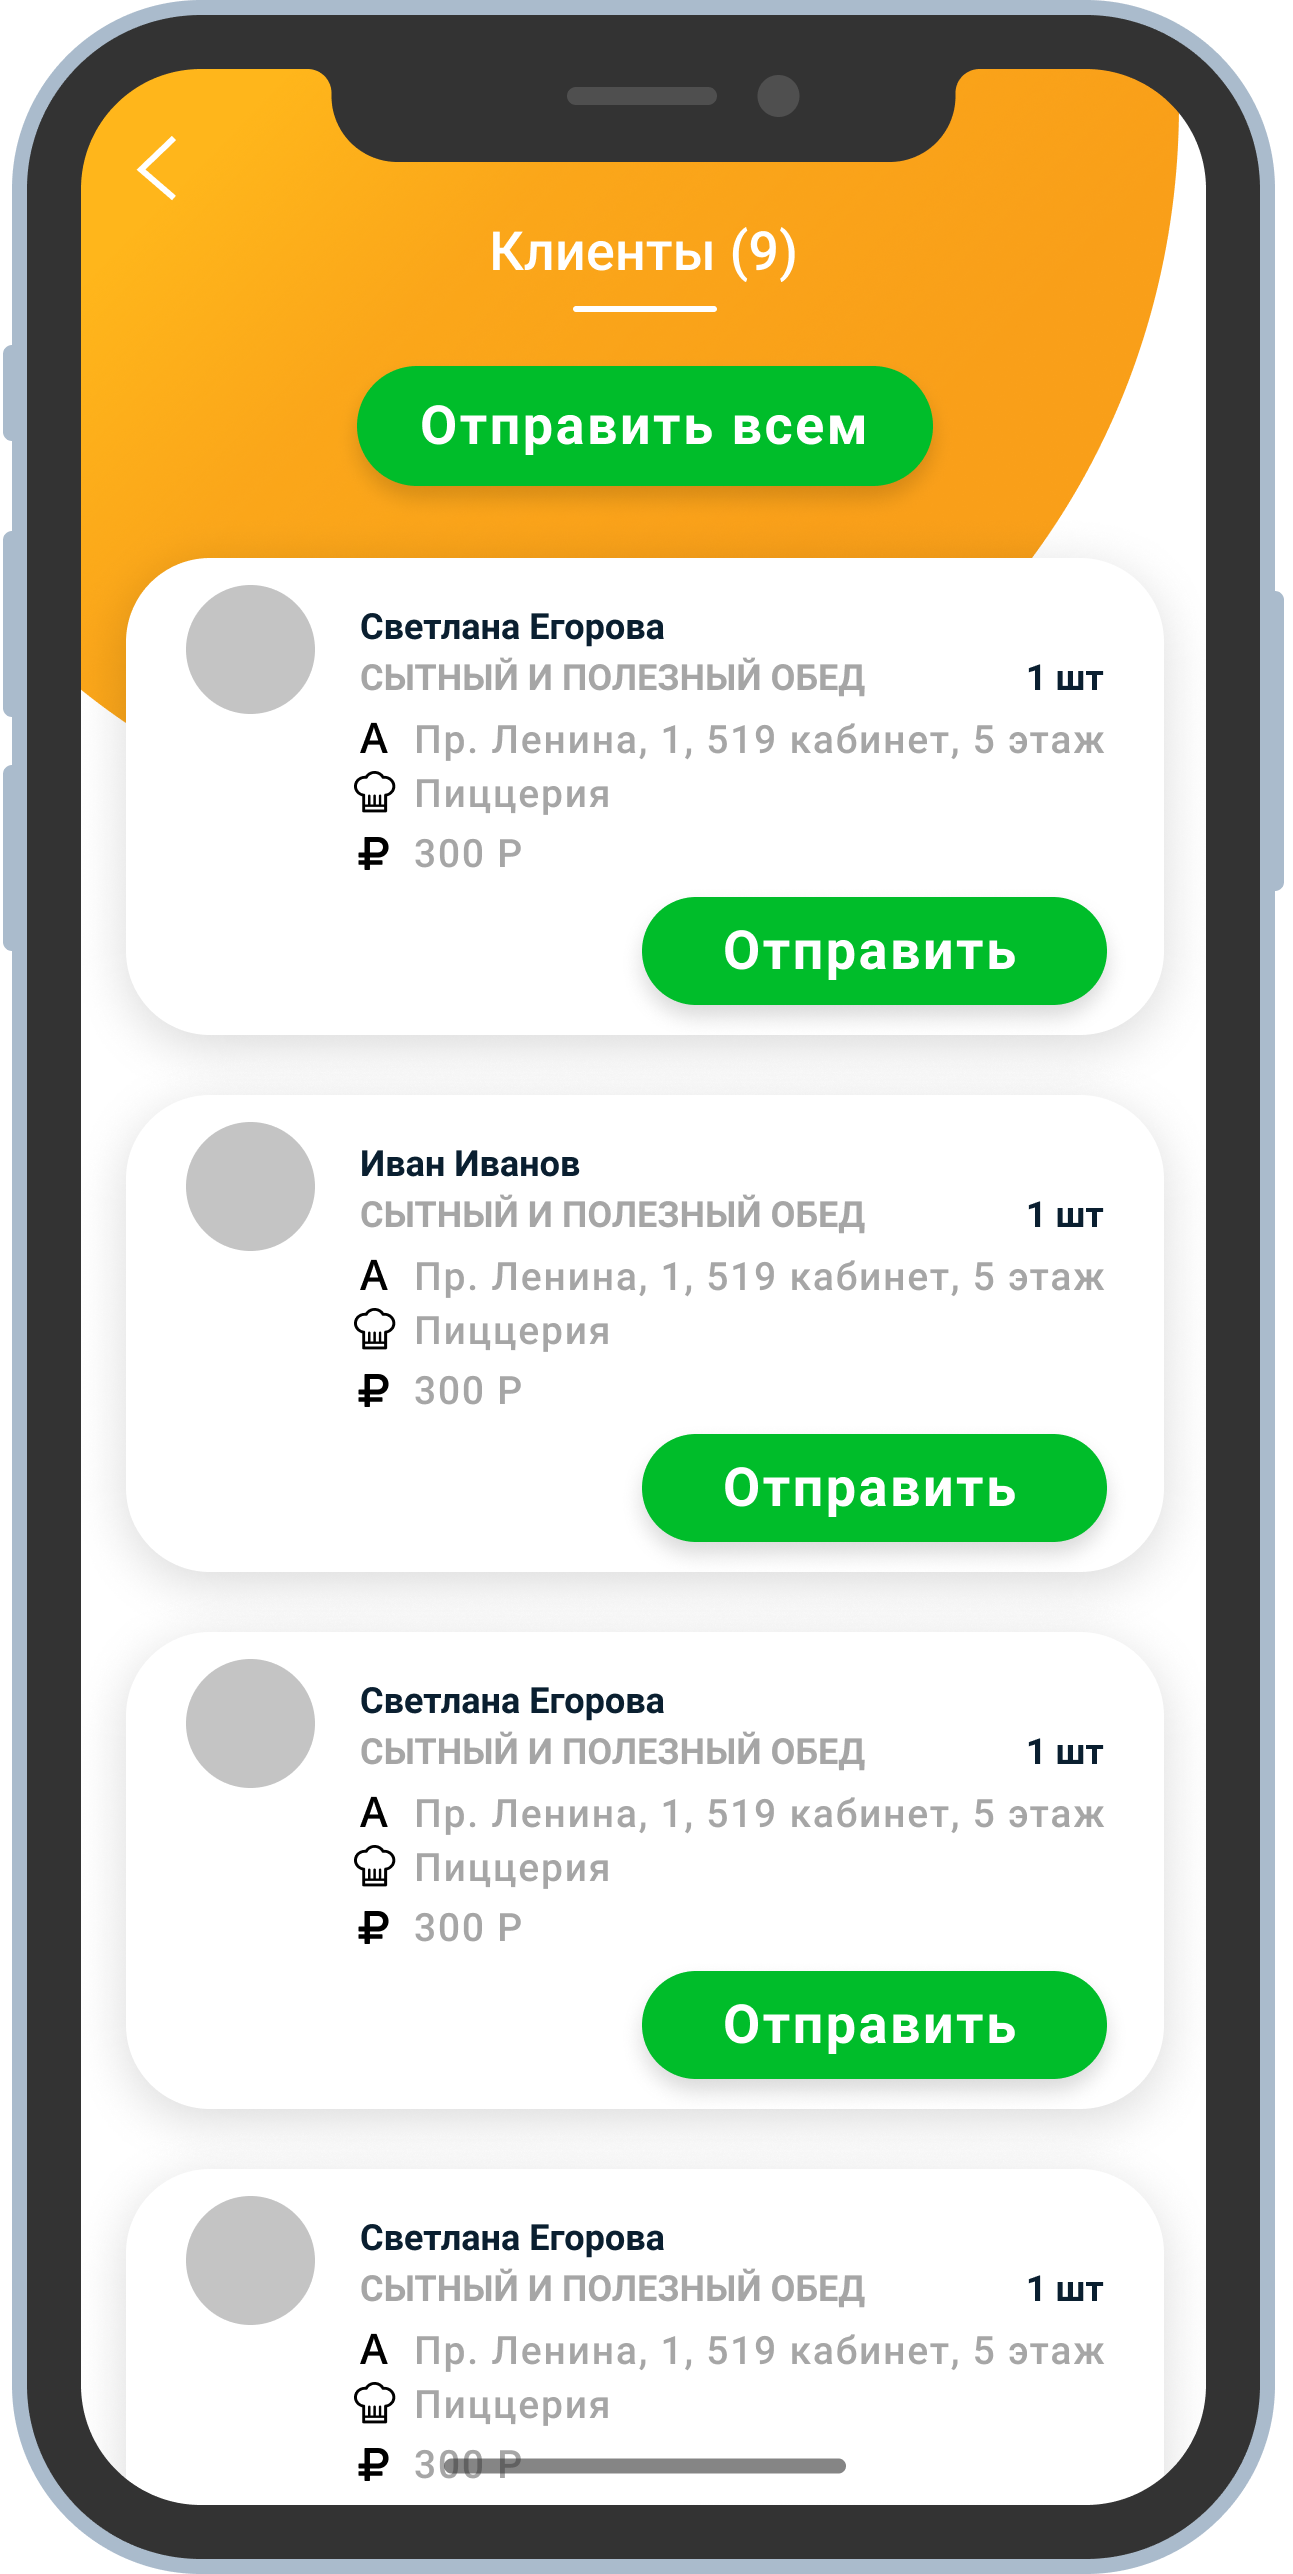 Клиенты (9)
Отправить всем
Светлана Егорова
СЫТНЫЙ И ПОЛЕЗНЫЙ ОБЕД 1 шт
А Пр. Ленина, 1, 519 кабинет, 5 этаж
Пиццерия
₽ 300 Р
Отправить
Иван Иванов
СЫТНЫЙ И ПОЛЕЗНЫЙ ОБЕД 1 шт
А Пр. Ленина, 1, 519 кабинет, 5 этаж
Пиццерия
₽ 300 Р
Отправить
Светлана Егорова
СЫТНЫЙ И ПОЛЕЗНЫЙ ОБЕД 1 шт
А Пр. Ленина, 1, 519 кабинет, 5 этаж
Пиццерия
₽ 300 Р
Отправить
Светлана Егорова
СЫТНЫЙ И ПОЛЕЗНЫЙ ОБЕД 1 шт
А Пр. Ленина, 1, 519 кабинет, 5 этаж
Пиццерия
₽ 300 Р